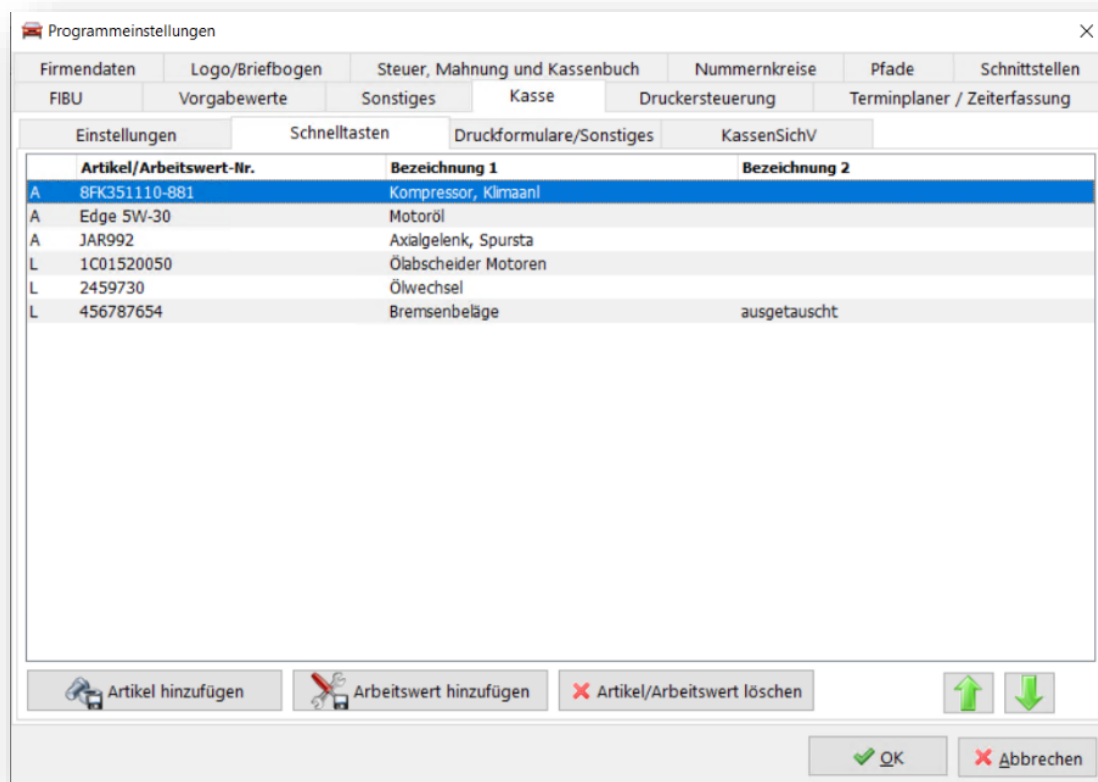 Programmeinstellungen
Firmendaten Logo/Briefbogen Steuer, Mahnung und Kassenbuch Nummernkreise Pfade Schnittstellen
FIBU Vorgabewerte Sonstiges Kasse Druckersteuerung Terminplaner / Zeiterfassung
Einstellungen Schnelltasten Druckformulare/Sonstiges KassenSichV
Artikel/Arbeitswert-Nr. Bezeichnung 1 Bezeichnung 2
A 8FK351110-881 Kompressor, Klimaanl
A Edge 5W-30 Motoröl
A JAR992 Axialgelenk, Spursta
L 1C01520050 Ölabscheider Motoren
L 2459730 Ölwechsel
L 456787654 Bremsenbeläge ausgetauscht
Artikel hinzufügen Arbeitswert hinzufügen Artikel/Arbeitswert löschen
OK Abbrechen